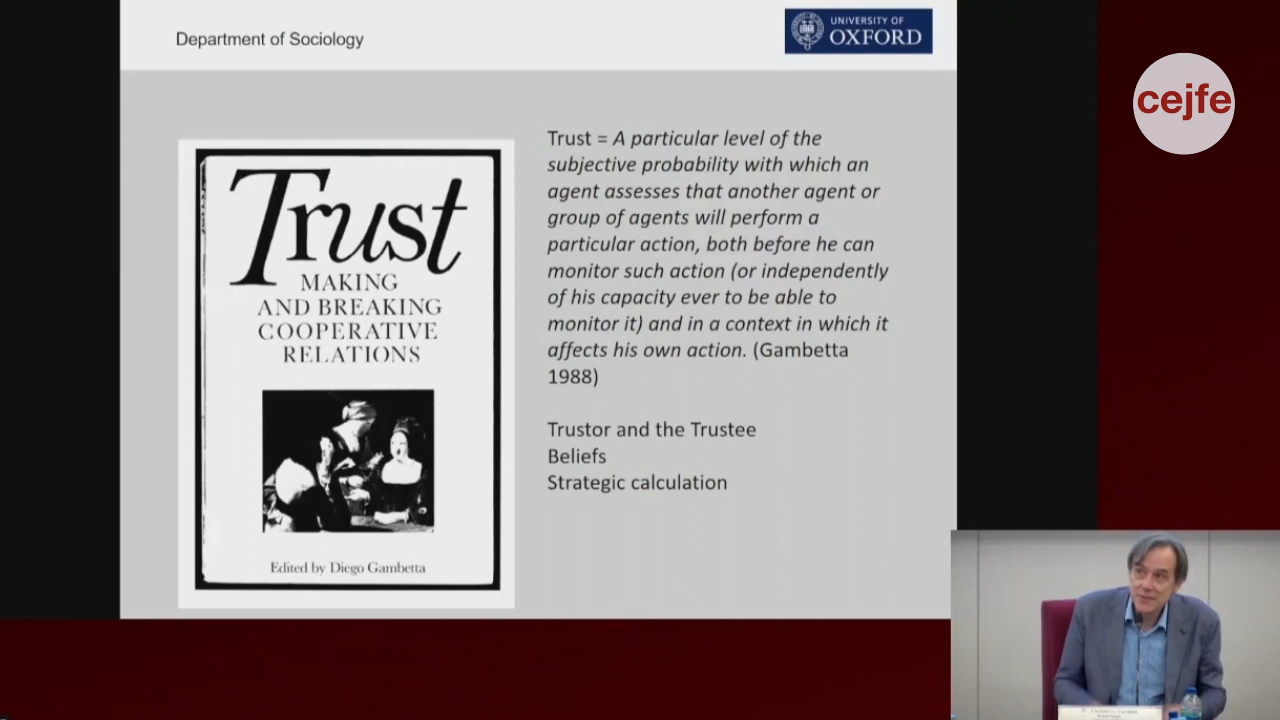 Department of Sociology
UNIVERSITY OF
OXFORD
cejfe
Trust
MAKING
AND BREAKING
COOPERATIVE
RELATIONS
Edited by Diego Gambetta
Trust = A particular level of the
subjective probability with which an
agent assesses that another agent or
group of agents will perform a
particular action, both before he can
monitor such action (or independently
of his capacity ever to be able to
monitor it) and in a context in which it
affects his own action. (Gambetta
1988)
Trustor and the Trustee
Beliefs
Strategic calculation